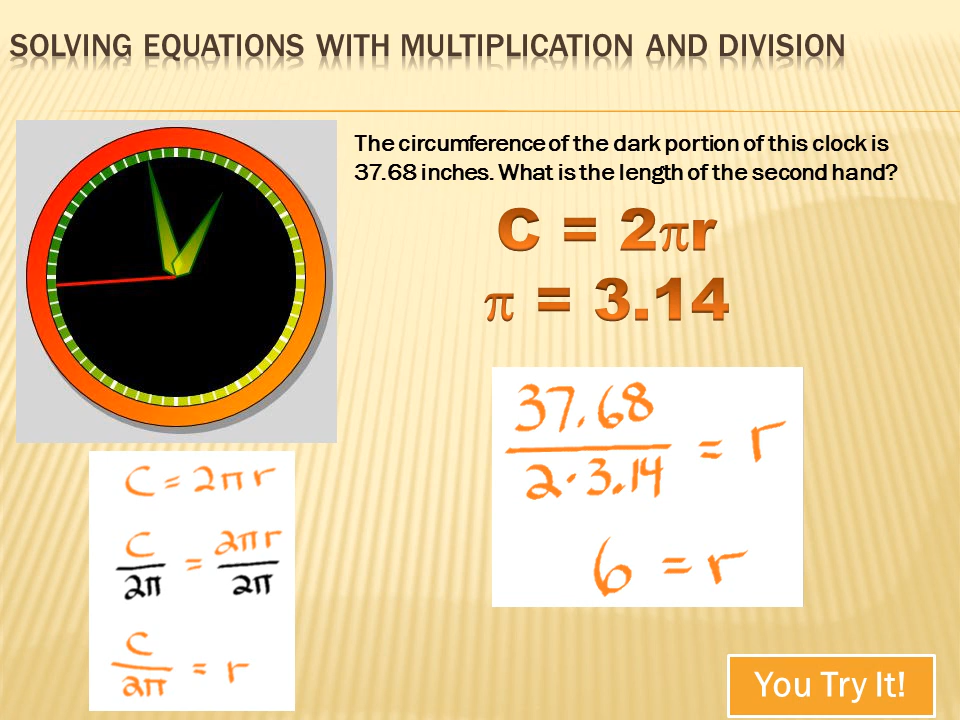 SOLVING EQUATIONS WITH MULTIPLICATION AND DIVISION
The circumference of the dark portion of this clock is
37.68 inches. What is the length of the second hand?
C = 2πr
π = 3.14
C = 2πr
C/2π = 2πr/2π
C/2π = r
37.68/2·3.14 = r
6 = r
You Try It!